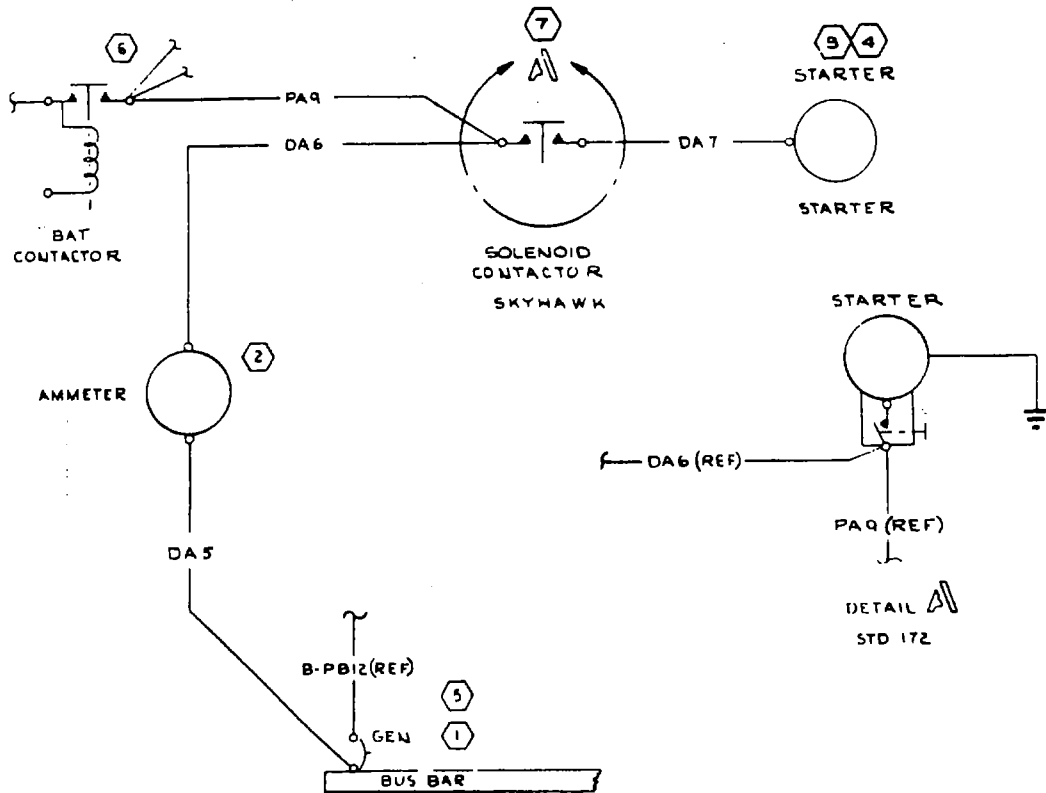 7
6
9 4
STARTER
PA9
DA6
DA7
BAT
CONTACTOR
SOLENOID
CONTACTOR
SKYHAWK
STARTER
STARTER
2
AMMETER
DA6 (REF)
PA9 (REF)
DA5
DETAIL A
STD 172
B-PB12 (REF)
5
GEN
1
BUS BAR